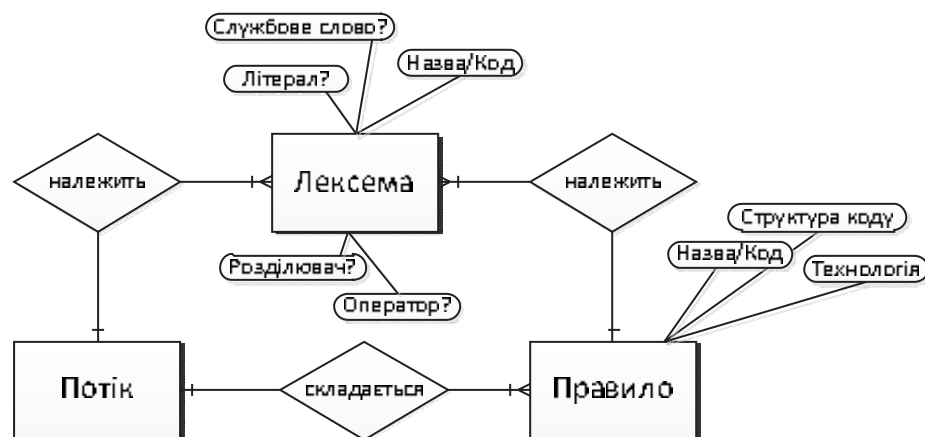 Службове слово?
Назва/Код
Літерал?
належить
Лексема
належить
Структура коду
Назва/Код
Розділювач?
Технологія
Оператор?
Потік
складається
Правило